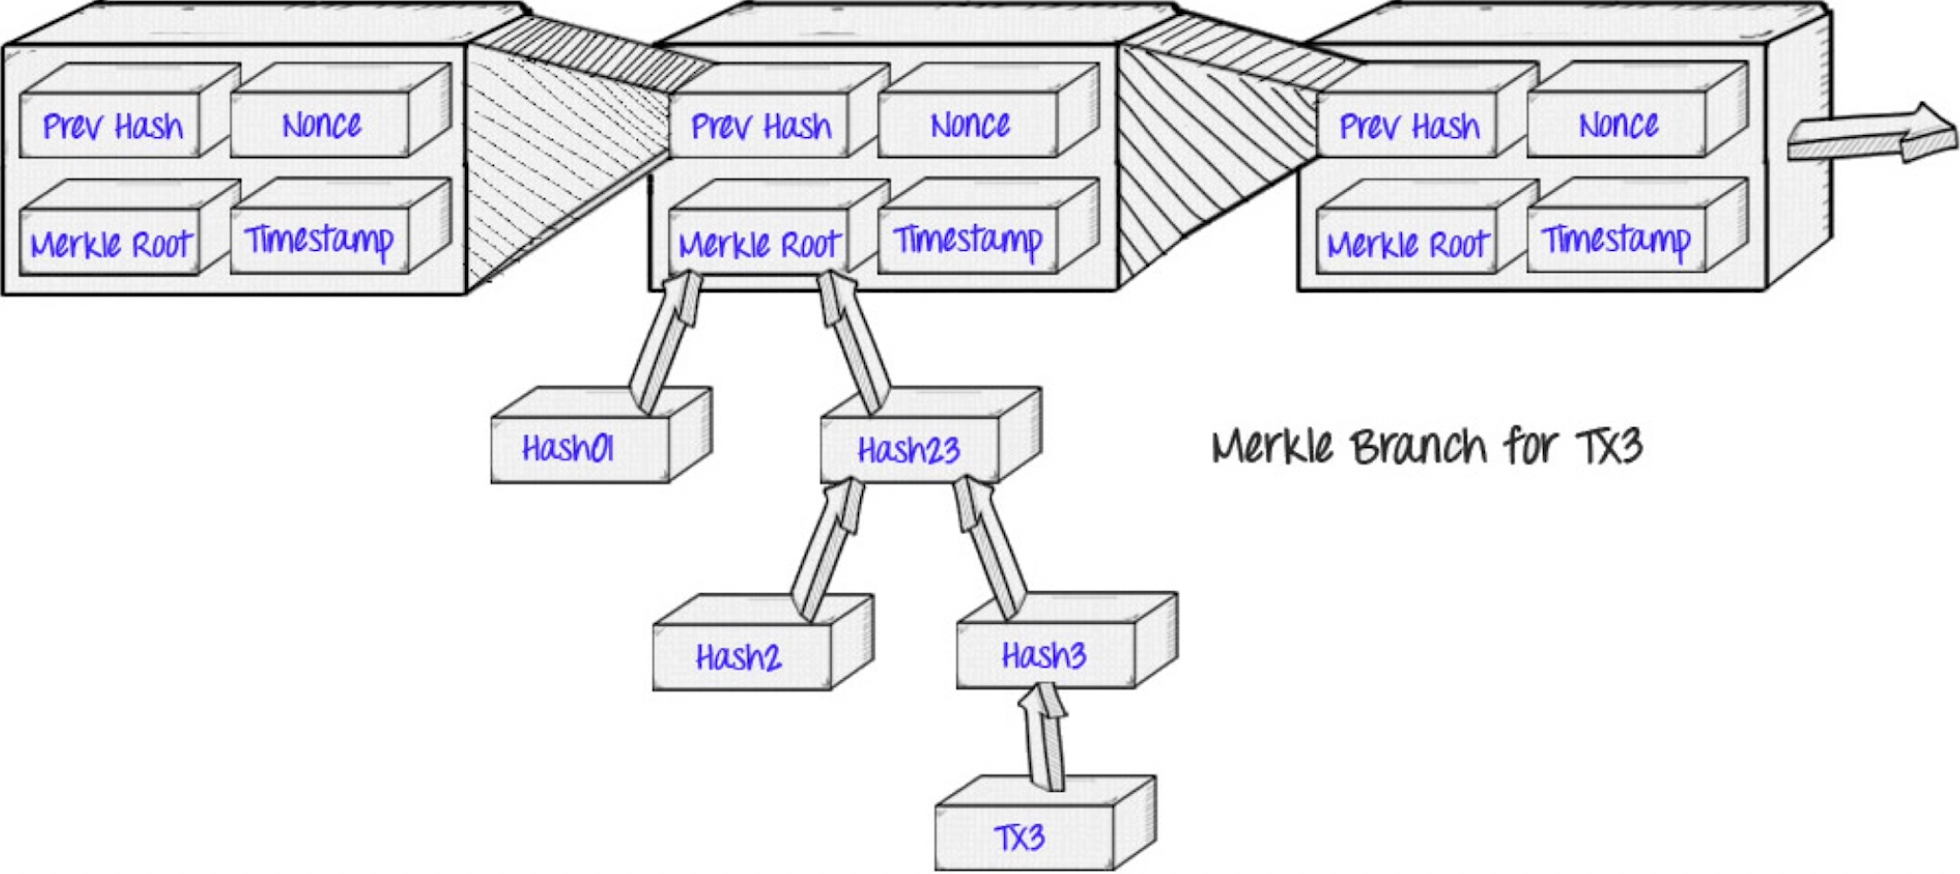 Prev Hash Nonce Prev Hash Nonce Prev Hash Nonce
Merkle Root Timestamp Merkle Root Timestamp Merkle Root Timestamp
Hash01 Hash23 Merkle Branch for TX3
Hash2 Hash3
TX3